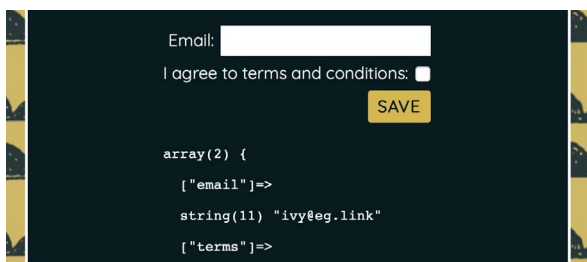 Email:
I agree to terms and conditions:
SAVE
array(2) {
["email"]=>
string(11) "ivy@eg.link"
["terms"]=>